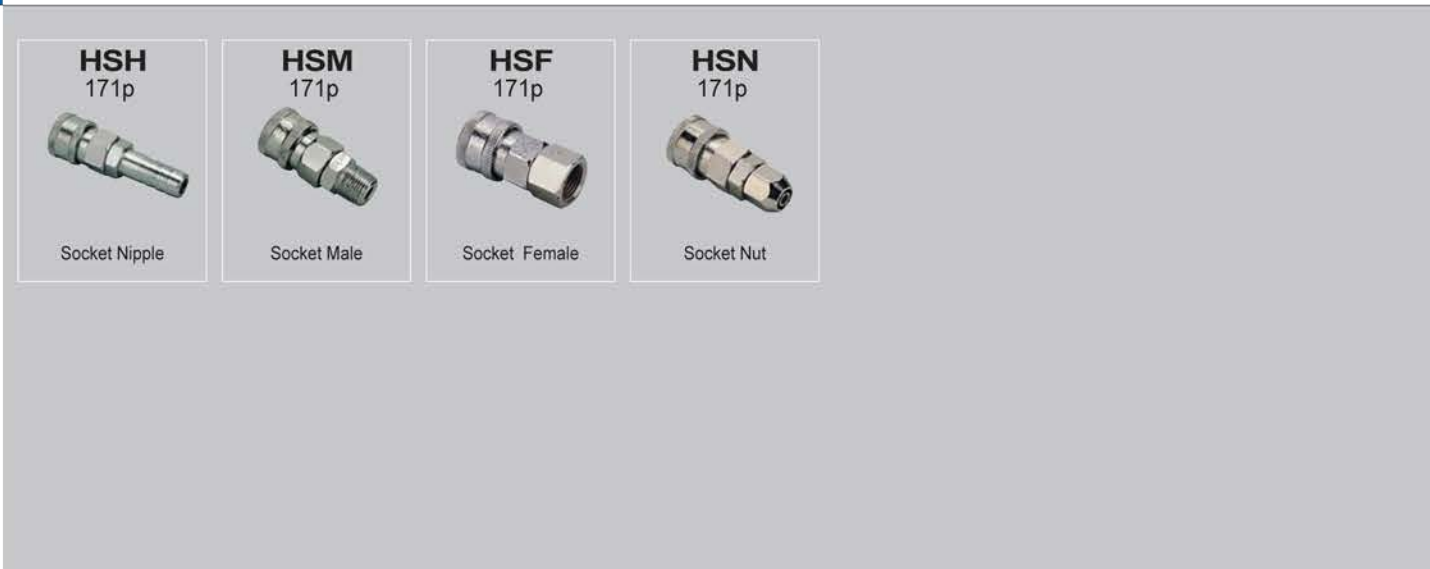 HSH
171p
Socket Nipple
HSM
171p
Socket Male
HSF
171p
Socket Female
HSN
171p
Socket Nut